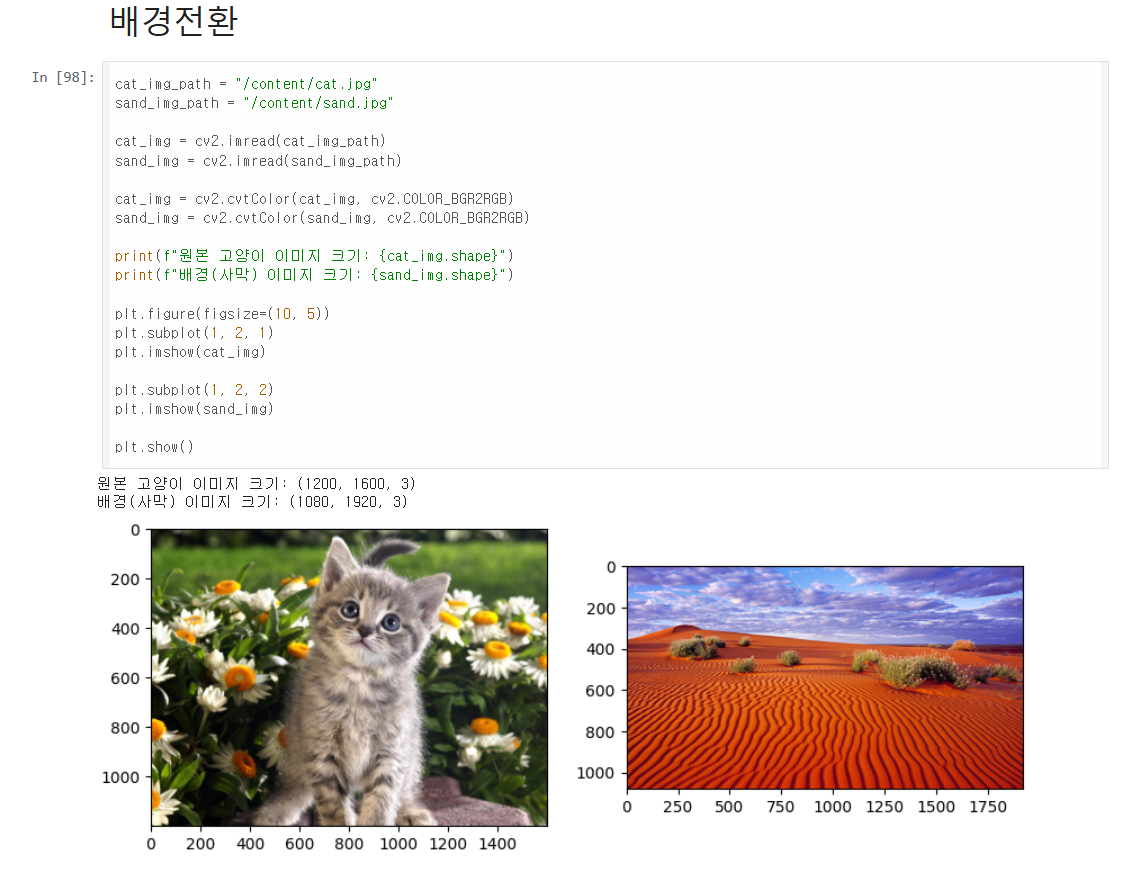 배경전환
In [98]:
cat_img_path = "/content/cat.jpg"
sand_img_path = "/content/sand.jpg"
cat_img = cv2.imread(cat_img_path)
sand_img = cv2.imread(sand_img_path)
cat_img = cv2.cvtColor(cat_img, cv2.COLOR_BGR2RGB)
sand_img = cv2.cvtColor(sand_img, cv2.COLOR_BGR2RGB)
print(f"원본 고양이 이미지 크기: {cat_img.shape}")
print(f"배경(사막) 이미지 크기: {sand_img.shape}")
plt.figure(figsize=(10, 5))
plt.subplot(1, 2, 1)
plt.imshow(cat_img)
plt.subplot(1, 2, 2)
plt.imshow(sand_img)
plt.show()
원본 고양이 이미지 크기: (1200, 1600, 3)
배경(사막) 이미지 크기: (1080, 1920, 3)
0
200
400
600
800
1000
0 200 400 600 800 1000 1200 1400
0
200
400
600
800
1000
0 250 500 750 1000 1250 1500 1750